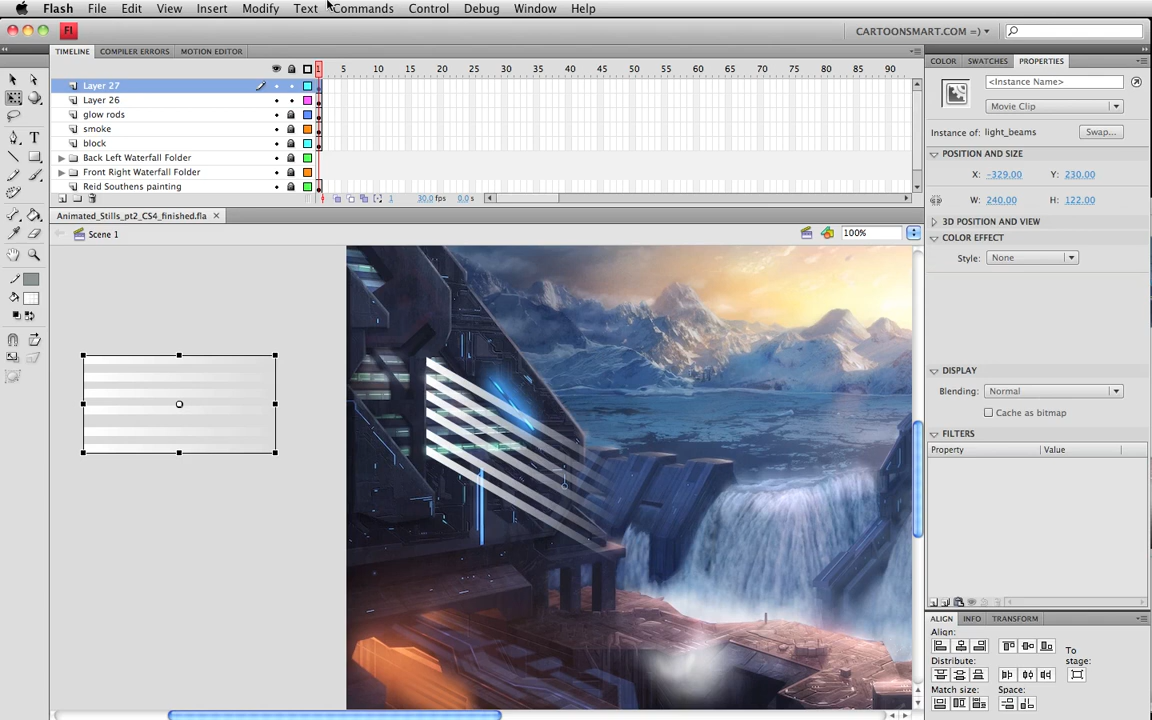 Flash File Edit View Insert Modify Text Commands Control Debug Window Help
Fl CARTOONSMART.COM =)
TIMELINE COMPILER ERRORS MOTION EDITOR
1 5 10 15 20 25 30 35 40 45 50 55 60 65 70 75 80 85 90
Layer 27
Layer 26
glow rods
smoke
block
Back Left Waterfall Folder
Front Right Waterfall Folder
Reid Southens painting
1 30.0 fps 0.0 s
Animated_Stills_pt2_CS4_finished.fla
Scene 1
100%
COLOR SWATCHES PROPERTIES
<Instance Name>
Movie Clip
Instance of: light_beams Swap...
POSITION AND SIZE
X: -329.00 Y: 230.00
W: 240.00 H: 122.00
3D POSITION AND VIEW
COLOR EFFECT
Style: None
DISPLAY
Blending: Normal
Cache as bitmap
FILTERS
Property Value
ALIGN INFO TRANSFORM
Align:
To
stage:
Distribute:
Match size: Space: